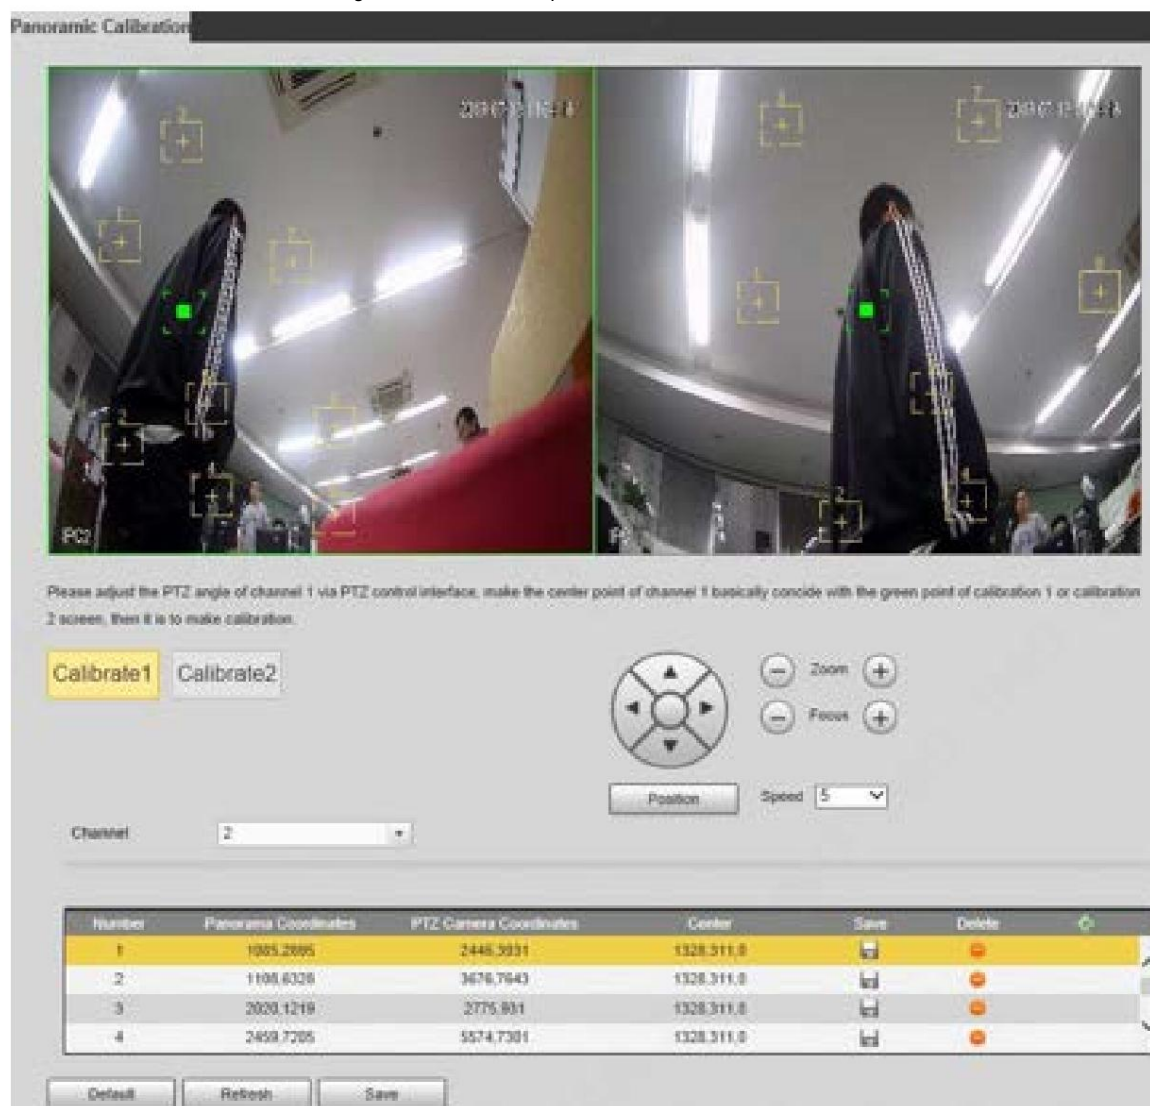 Panoramic Calibration
IPC2
Please adjust the PTZ angle of channel 1 via PTZ control interface, make the center point of channel 1 basically concide with the green point of calibration 1 or calibration
2 screen, then it is to make calibration.
Calibrate1 Calibrate2
Zoom
Focus
Position Speed 5
Channel 2
Number Panorama Coordinates PTZ Camera Coordinates Center Save Delete
1 1085,2895 2446,3931 1328,311,0
2 1108,6328 3676,7643 1328,311,0
3 2020,1219 2775,931 1328,311,0
4 2459,7205 5574,7301 1328,311,0
Default Refresh Save